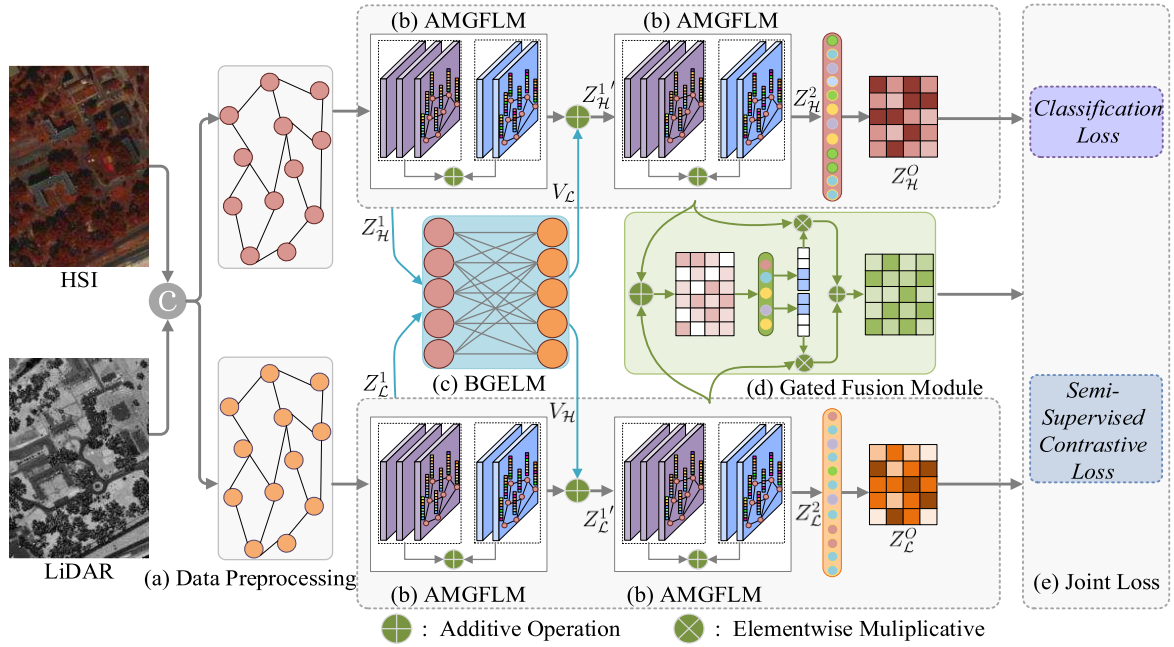 (b) AMGFLM
(b) AMGFLM
HSI
C
LiDAR
(a) Data Preprocessing
Z_H^1'
Z_H^2
Z_H^O
V_L
Z_H^1
Z_L^1
(c) BGELM
V_H
(d) Gated Fusion Module
Z_L^1'
Z_L^2
Z_L^O
(b) AMGFLM
(b) AMGFLM
Classification
Loss
Semi-
Supervised
Contrastive
Loss
(e) Joint Loss
: Additive Operation
: Elementwise Muliplicative